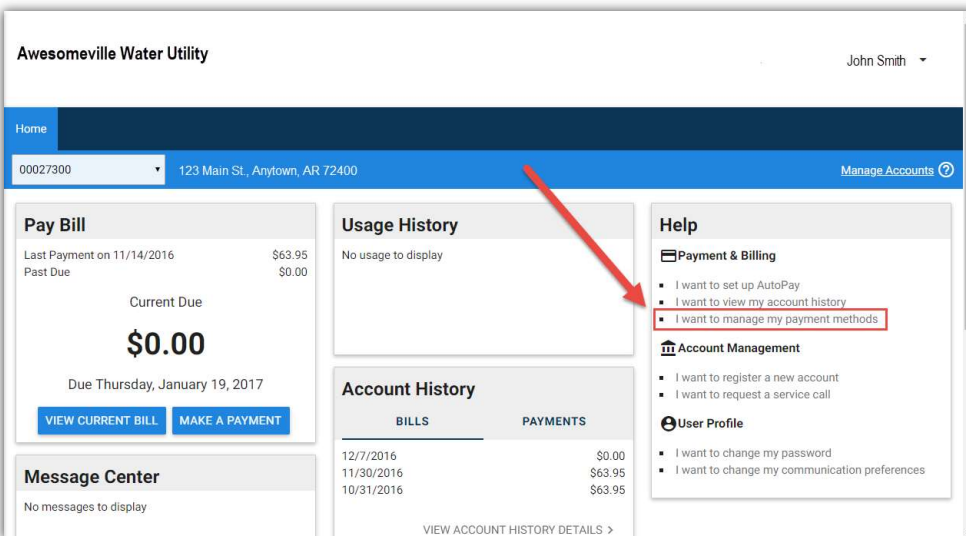 Awesomeville Water Utility
John Smith
Home
00027300
123 Main St., Anytown, AR 72400
Manage Accounts
Pay Bill
Last Payment on 11/14/2016 $63.95
Past Due $0.00
Current Due
$0.00
Due Thursday, January 19, 2017
VIEW CURRENT BILL MAKE A PAYMENT
Message Center
No messages to display
Usage History
No usage to display
Account History
BILLS PAYMENTS
12/7/2016 $0.00
11/30/2016 $63.95
10/31/2016 $63.95
VIEW ACCOUNT HISTORY DETAILS >
Help
Payment & Billing
I want to set up AutoPay
I want to view my account history
I want to manage my payment methods
Account Management
I want to register a new account
I want to request a service call
User Profile
I want to change my password
I want to change my communication preferences